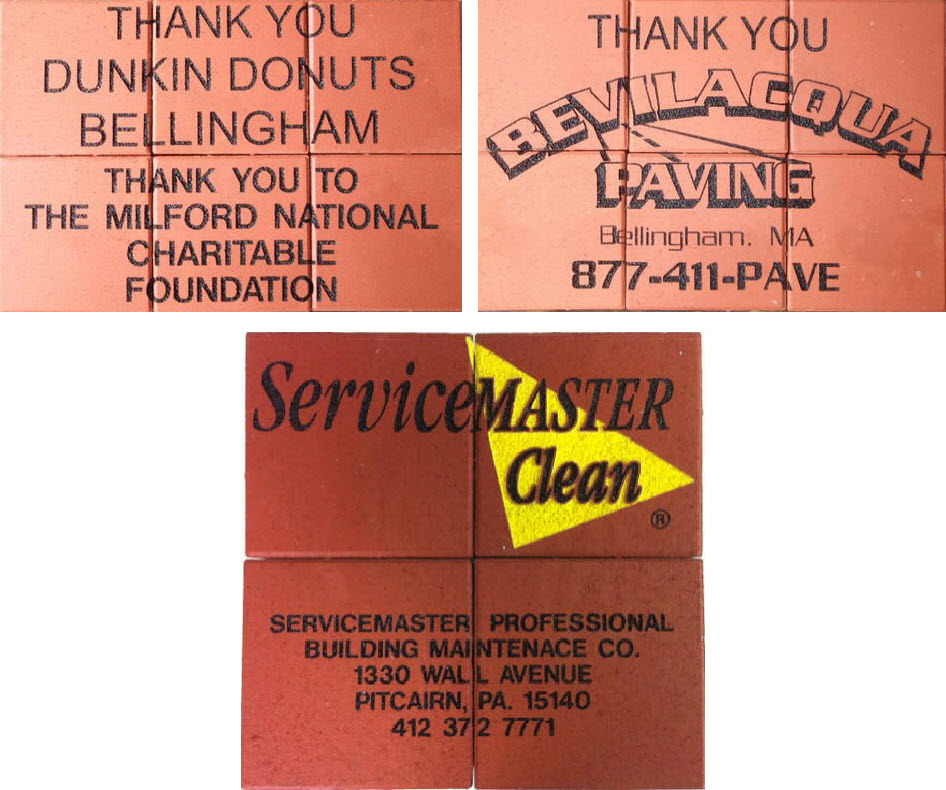 THANK YOU
DUNKIN DONUTS
BELLINGHAM
THANK YOU TO
THE MILFORD NATIONAL
CHARITABLE
FOUNDATION
THANK YOU
BEVILACQUA
PAVING
Bellingham, MA
877-411-PAVE
ServiceMASTER
Clean
®
SERVICEMASTER PROFESSIONAL
BUILDING MAINTENACE CO.
1330 WALL AVENUE
PITCAIRN, PA. 15140
412 372 7771